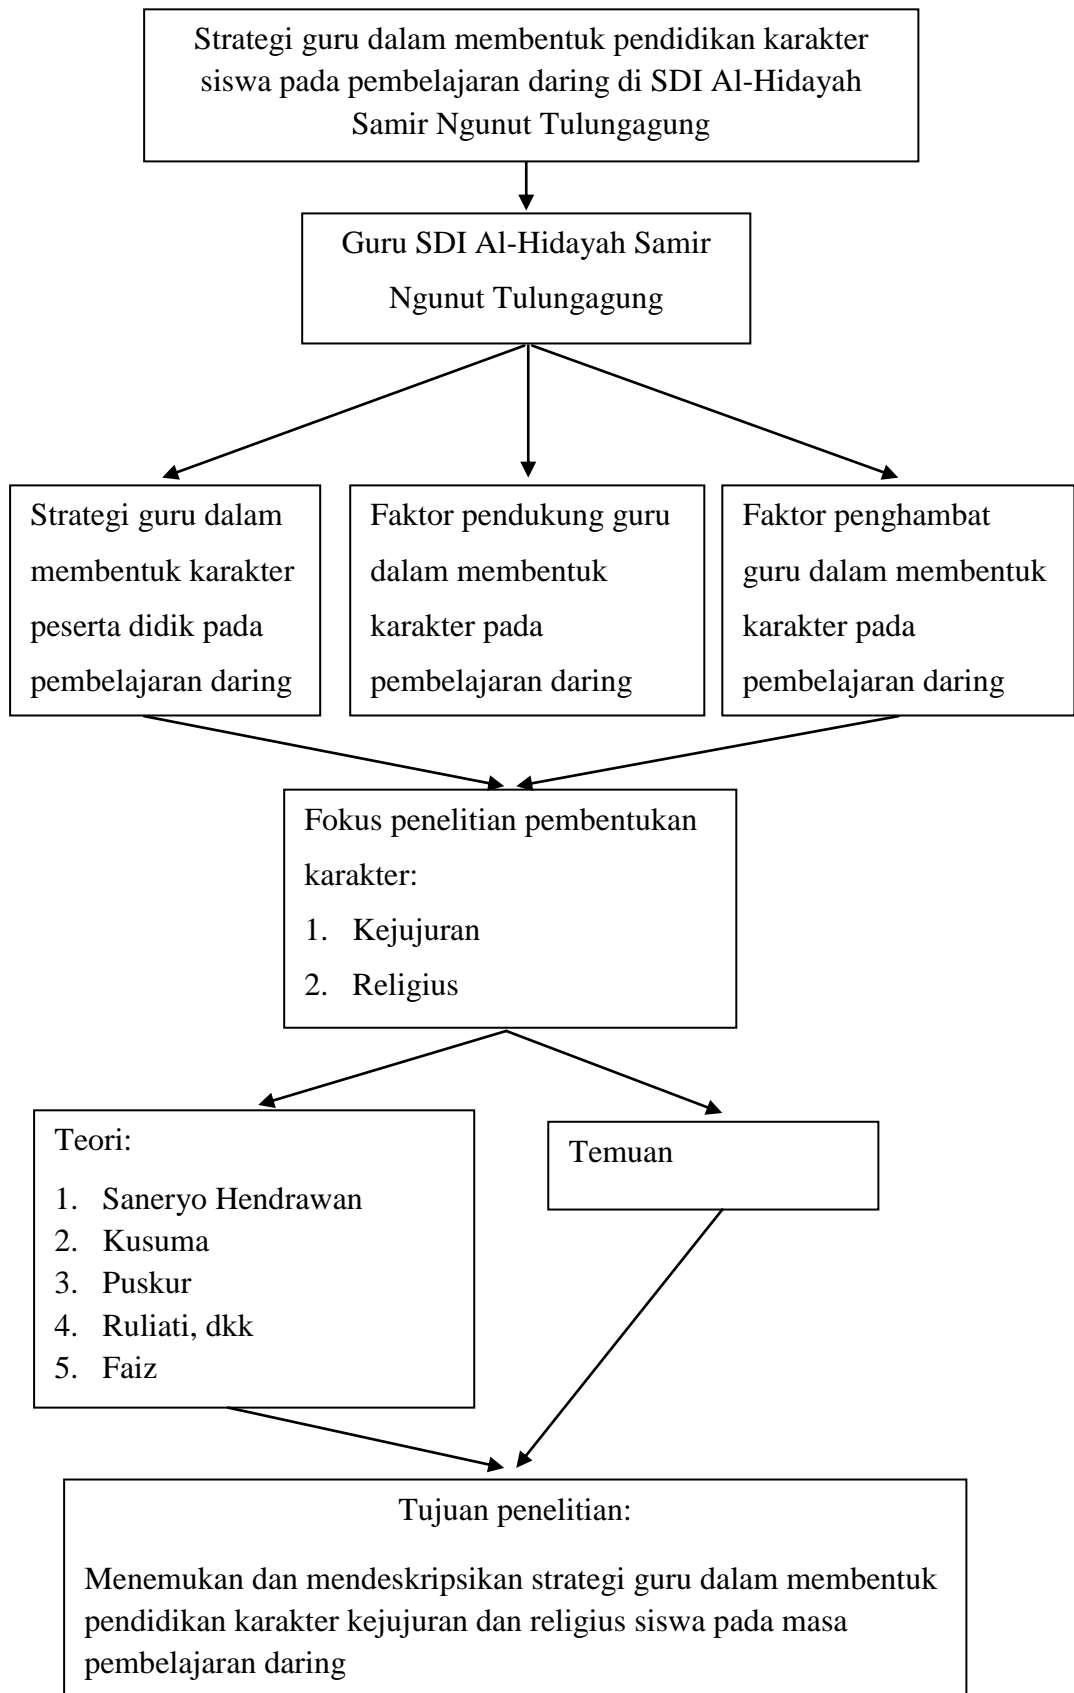 Strategi guru dalam membentuk pendidikan karakter
siswa pada pembelajaran daring di SDI Al-Hidayah
Samir Ngunut Tulungagung
Guru SDI Al-Hidayah Samir
Ngunut Tulungagung
Strategi guru dalam
membentuk karakter
peserta didik pada
pembelajaran daring
Faktor pendukung guru
dalam membentuk
karakter pada
pembelajaran daring
Faktor penghambat
guru dalam membentuk
karakter pada
pembelajaran daring
Fokus penelitian pembentukan
karakter:
1. Kejujuran
2. Religius
Teori:
1. Saneryo Hendrawan
2. Kusuma
3. Puskur
4. Ruliati, dkk
5. Faiz
Temuan
Tujuan penelitian:
Menemukan dan mendeskripsikan strategi guru dalam membentuk
pendidikan karakter kejujuran dan religius siswa pada masa
pembelajaran daring